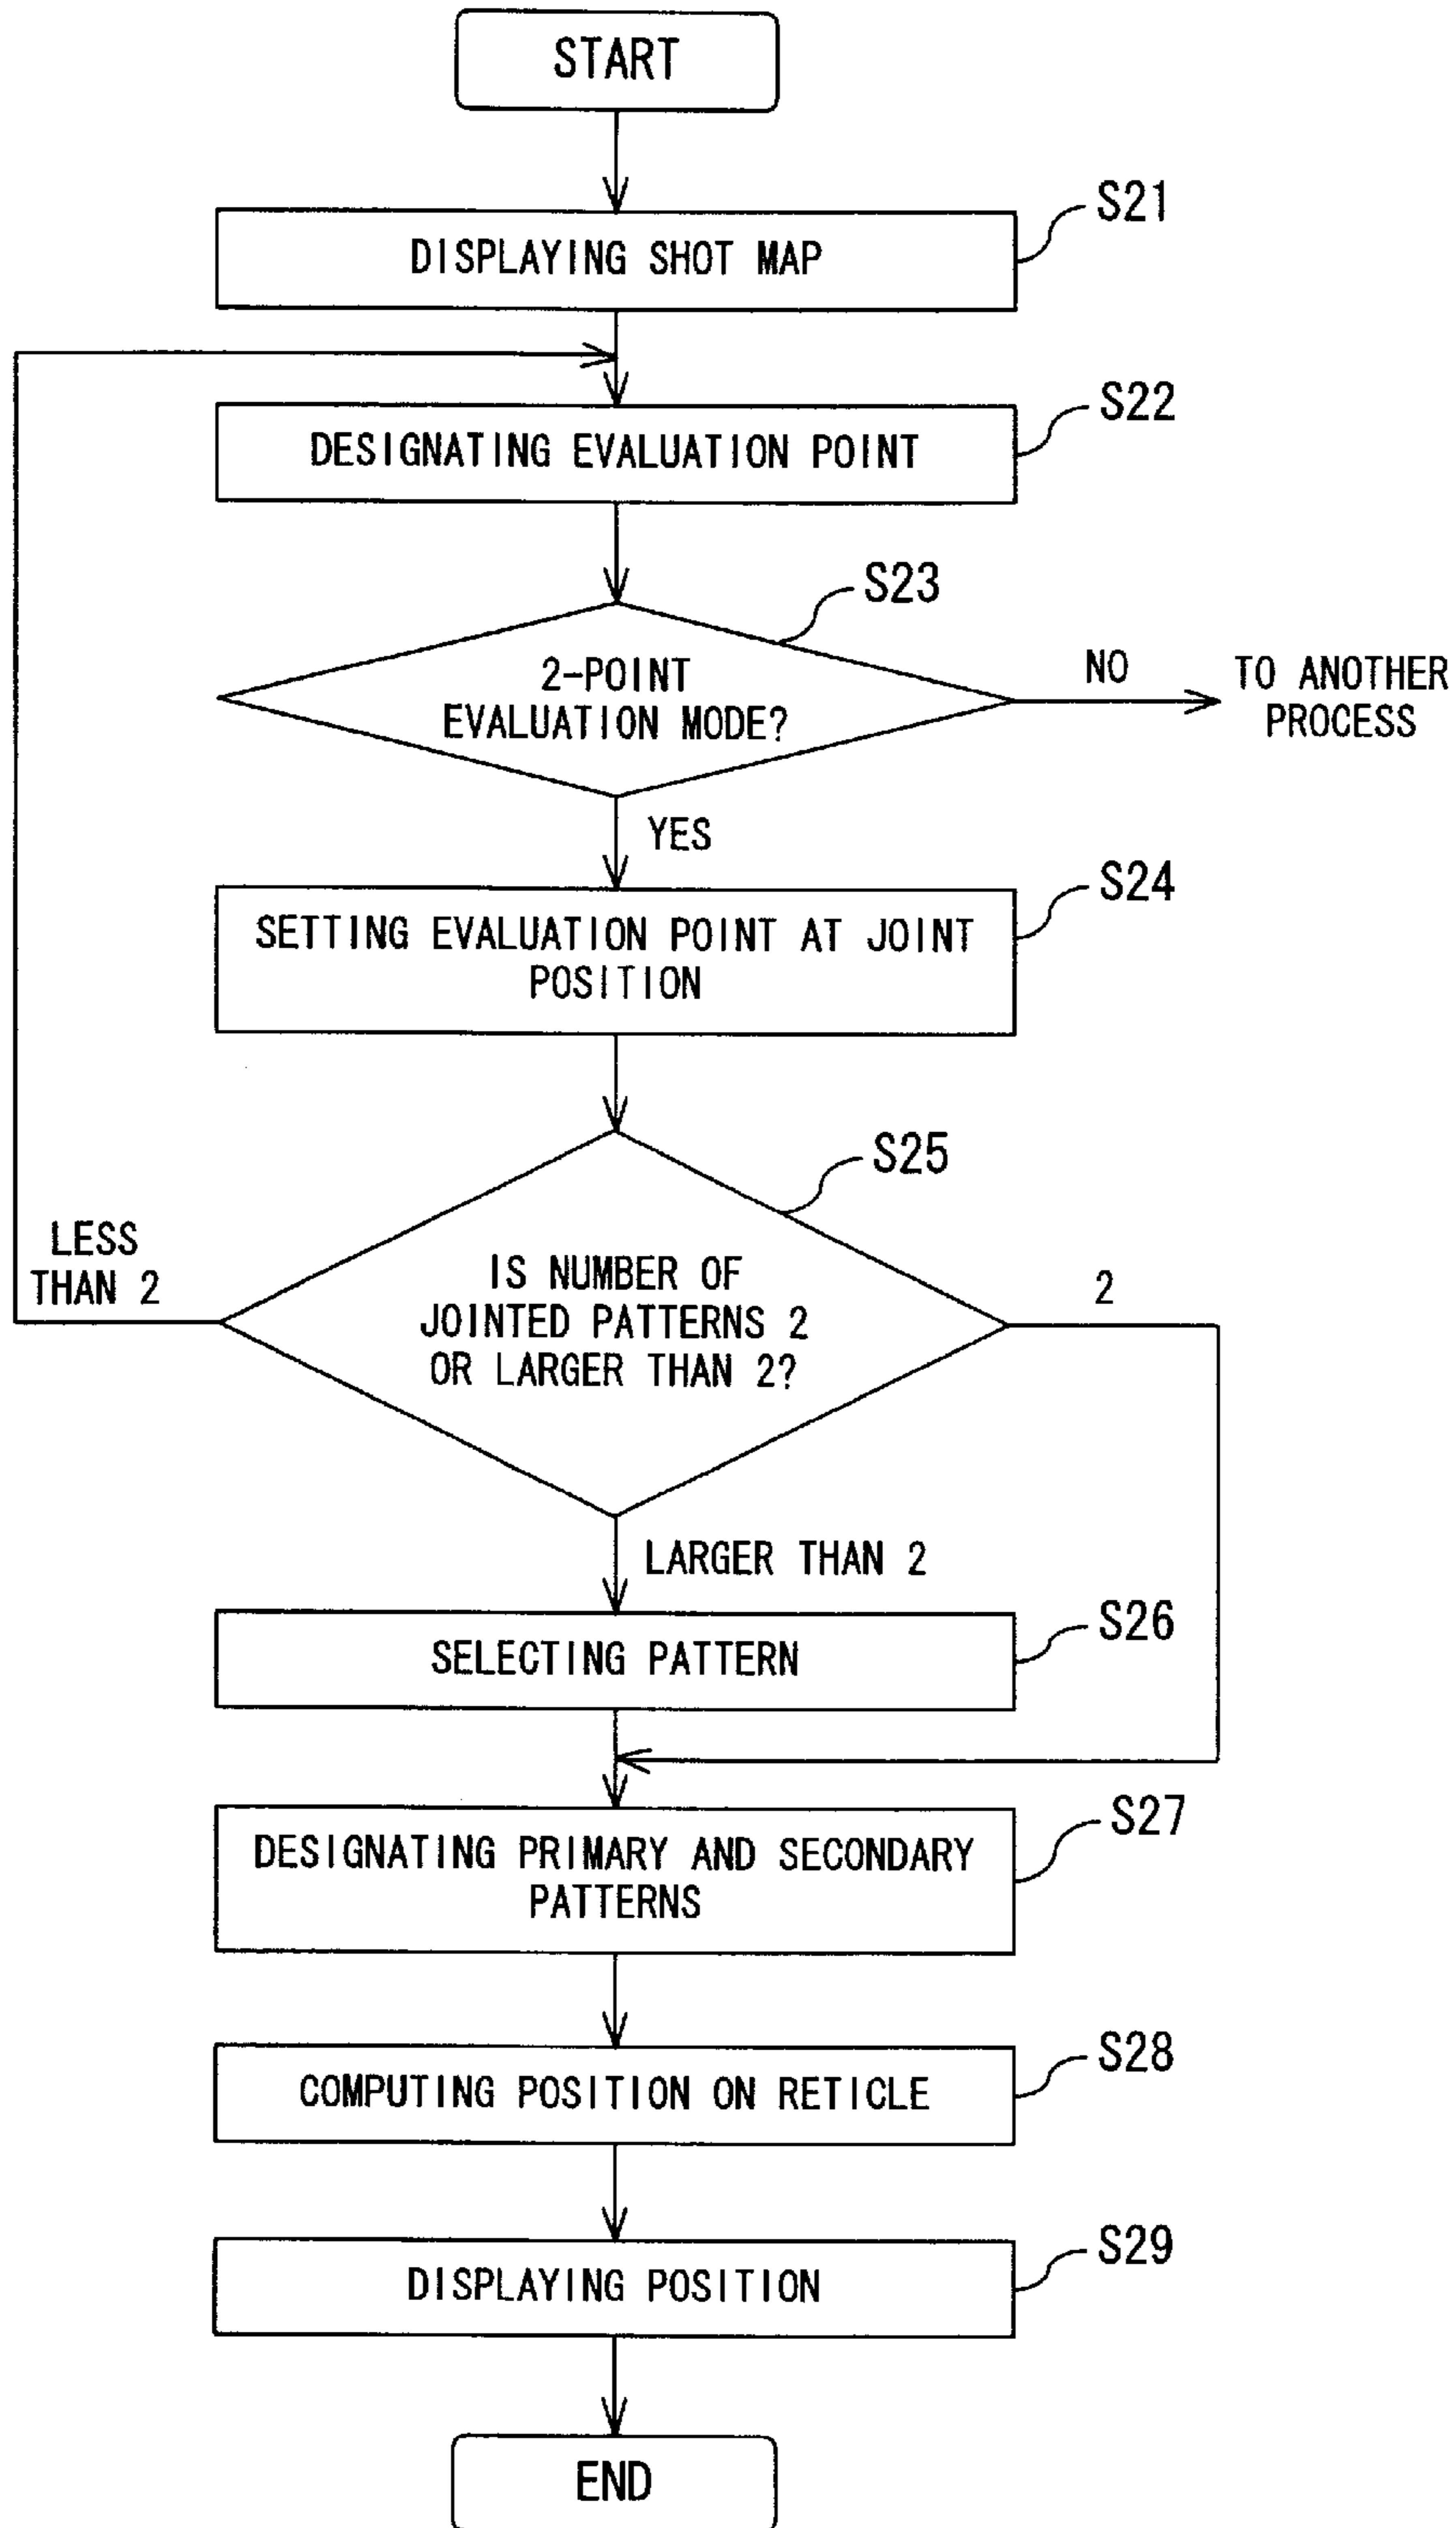 START
S21
DISPLAYING SHOT MAP
S22
DESIGNATING EVALUATION POINT
S23
2-POINT
EVALUATION MODE?
NO
TO ANOTHER
PROCESS
YES
S24
SETTING EVALUATION POINT AT JOINT
POSITION
S25
LESS
THAN 2
IS NUMBER OF
JOINTED PATTERNS 2
OR LARGER THAN 2?
2
LARGER THAN 2
S26
SELECTING PATTERN
S27
DESIGNATING PRIMARY AND SECONDARY
PATTERNS
S28
COMPUTING POSITION ON RETICLE
S29
DISPLAYING POSITION
END